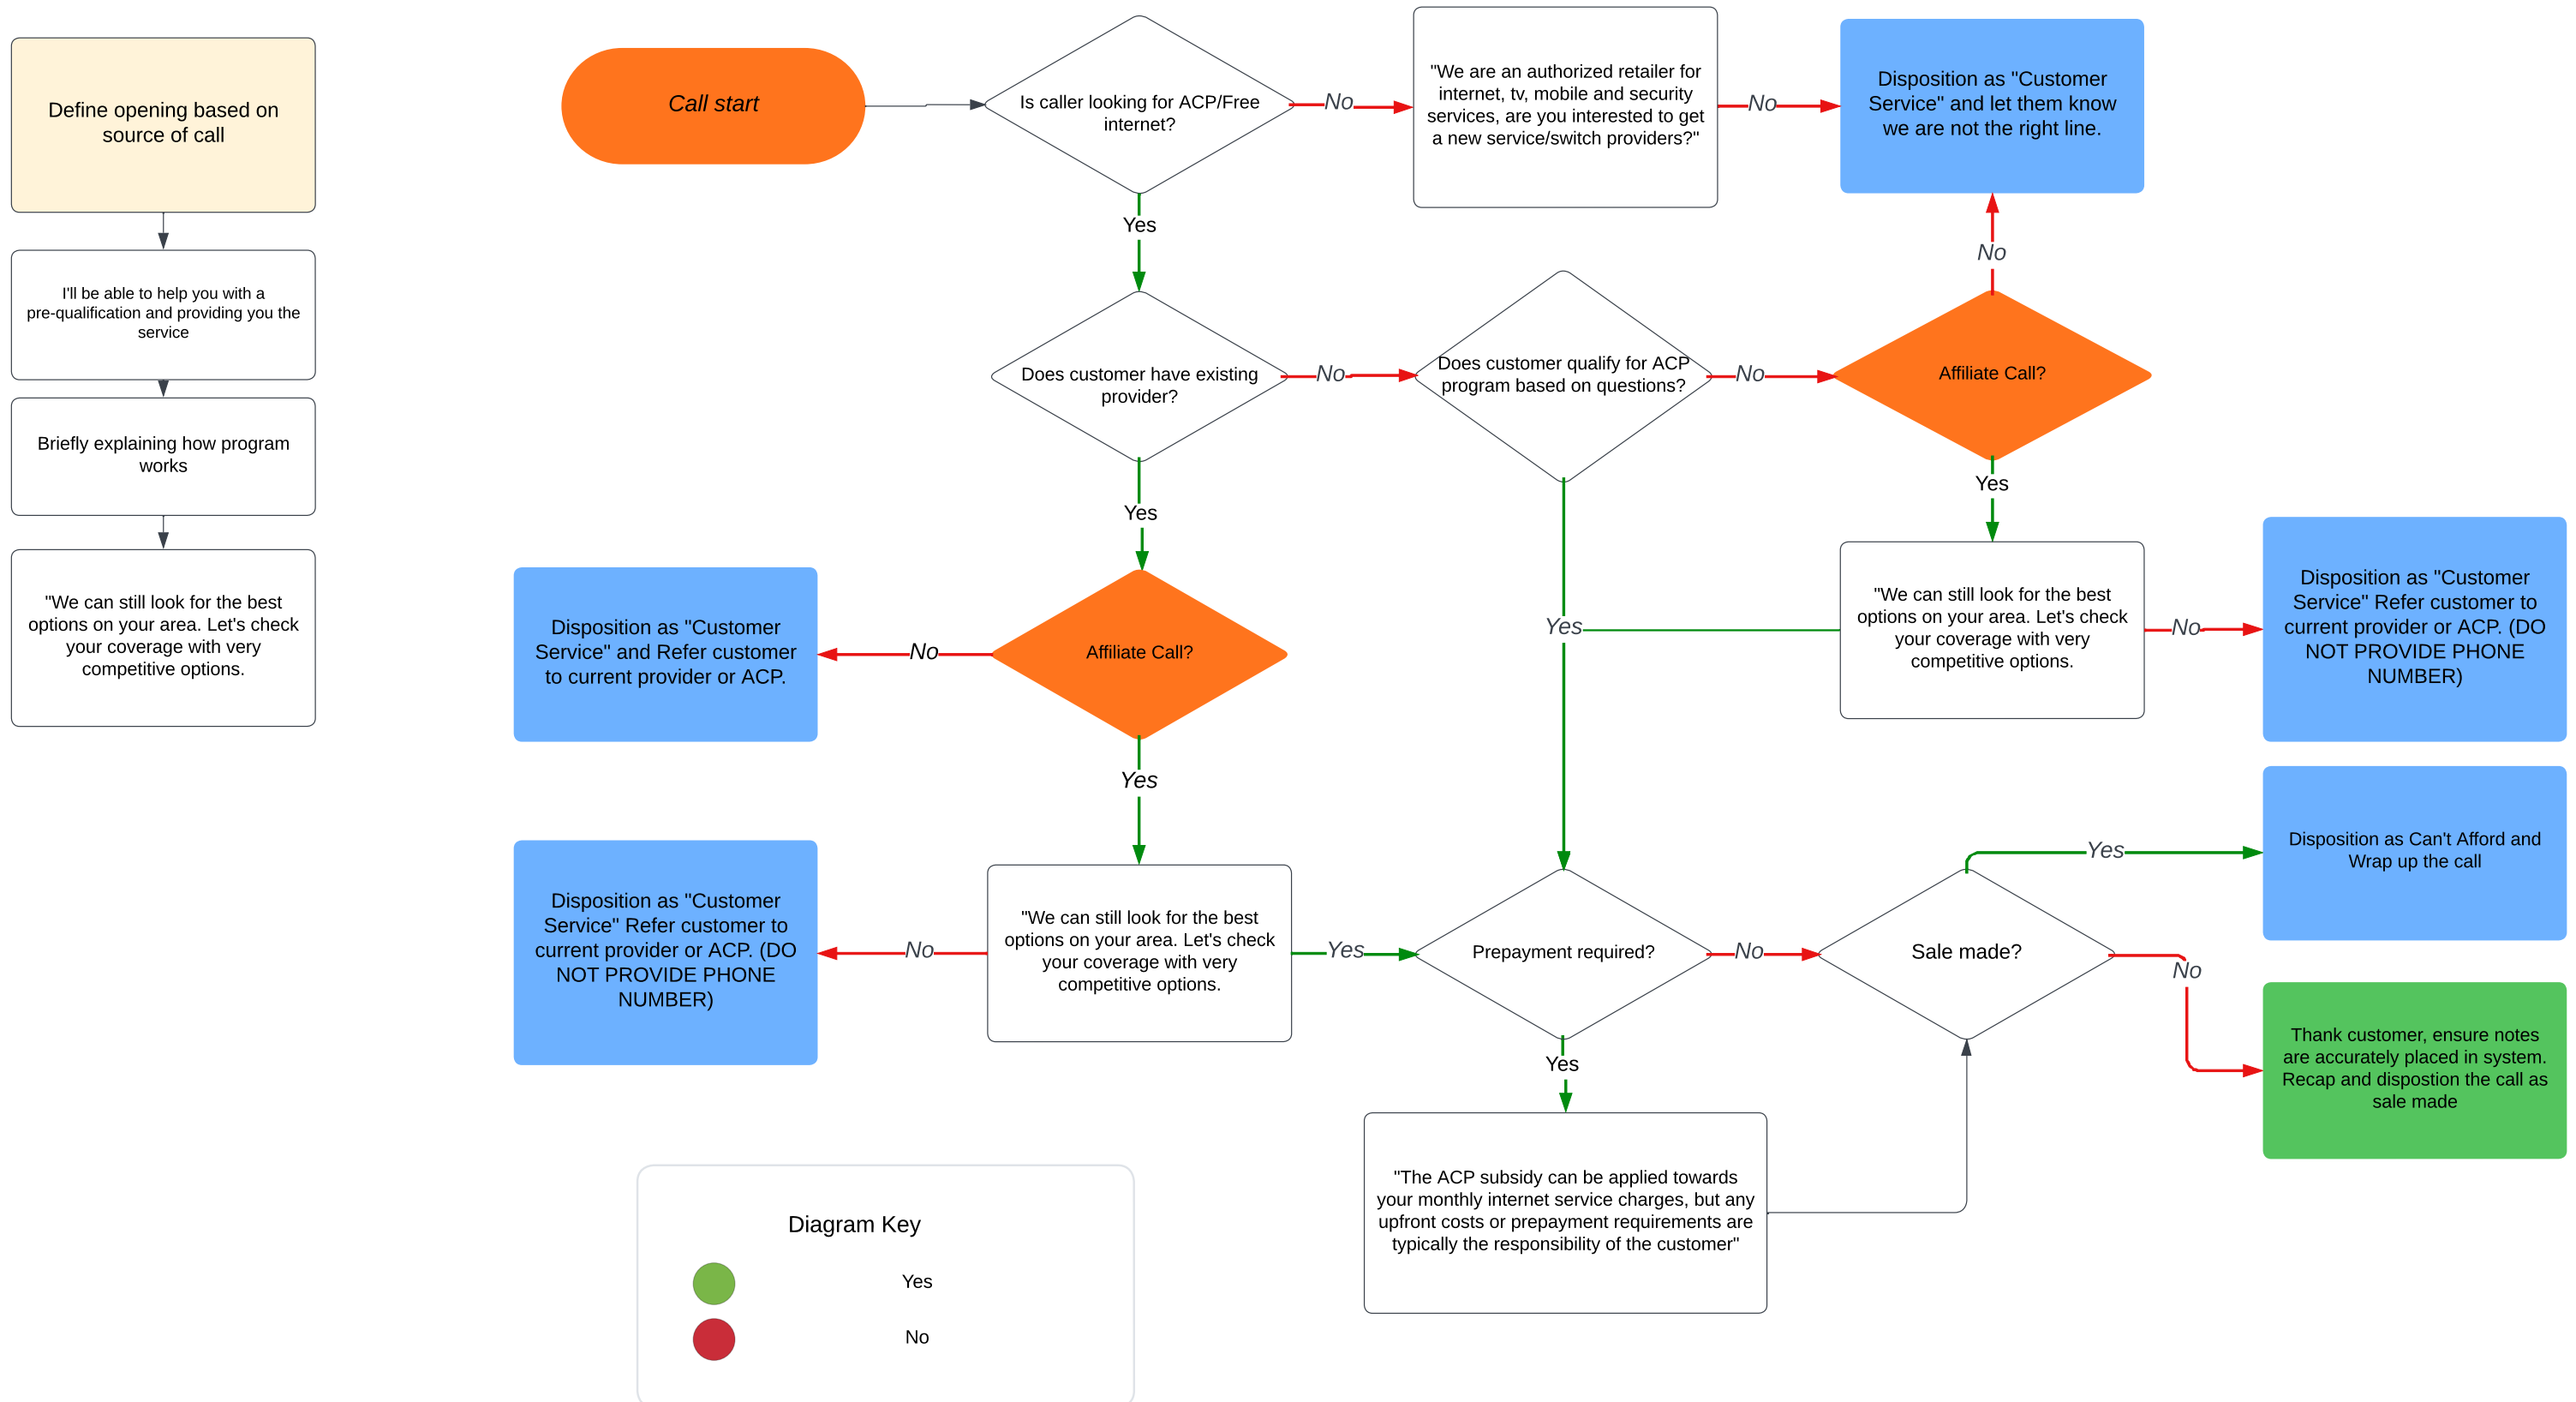 Define opening based on
source of call
I'll be able to help you with a
pre-qualification and providing you the
service
Briefly explaining how program
works
"We can still look for the best
options on your area. Let's check
your coverage with very
competitive options.
Call start
Is caller looking for ACP/Free
internet?
No
"We are an authorized retailer for
internet, tv, mobile and security
services, are you interested to get
a new service/switch providers?"
No
Disposition as "Customer
Service" and let them know
we are not the right line.
Yes
No
Does customer have existing
provider?
No
Does customer qualify for ACP
program based on questions?
No
Affiliate Call?
Yes
Yes
Disposition as "Customer
Service" and Refer customer
to current provider or ACP.
No
Affiliate Call?
Yes
"We can still look for the best
options on your area. Let's check
your coverage with very
competitive options.
No
Disposition as "Customer
Service" Refer customer to
current provider or ACP. (DO
NOT PROVIDE PHONE
NUMBER)
Yes
Disposition as "Customer
Service" Refer customer to
current provider or ACP. (DO
NOT PROVIDE PHONE
NUMBER)
No
"We can still look for the best
options on your area. Let's check
your coverage with very
competitive options.
Yes
Prepayment required?
No
Sale made?
Yes
Disposition as Can't Afford and
Wrap up the call
No
Thank customer, ensure notes
are accurately placed in system.
Recap and dispostion the call as
sale made
Yes
"The ACP subsidy can be applied towards
your monthly internet service charges, but any
upfront costs or prepayment requirements are
typically the responsibility of the customer"
Diagram Key
Yes
No